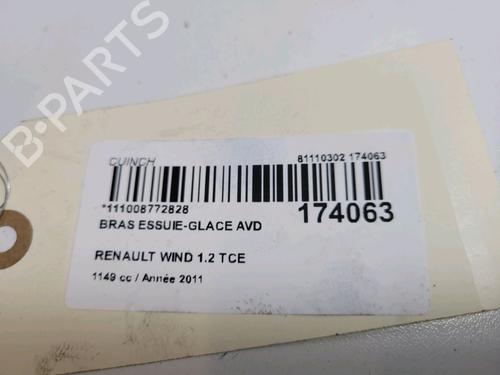 B-PARTS
CUINCH
81110302 174063
*111008772828
174063
BRAS ESSUIE-GLACE AVD
RENAULT WIND 1.2 TCE
1149 cc / Année 2011